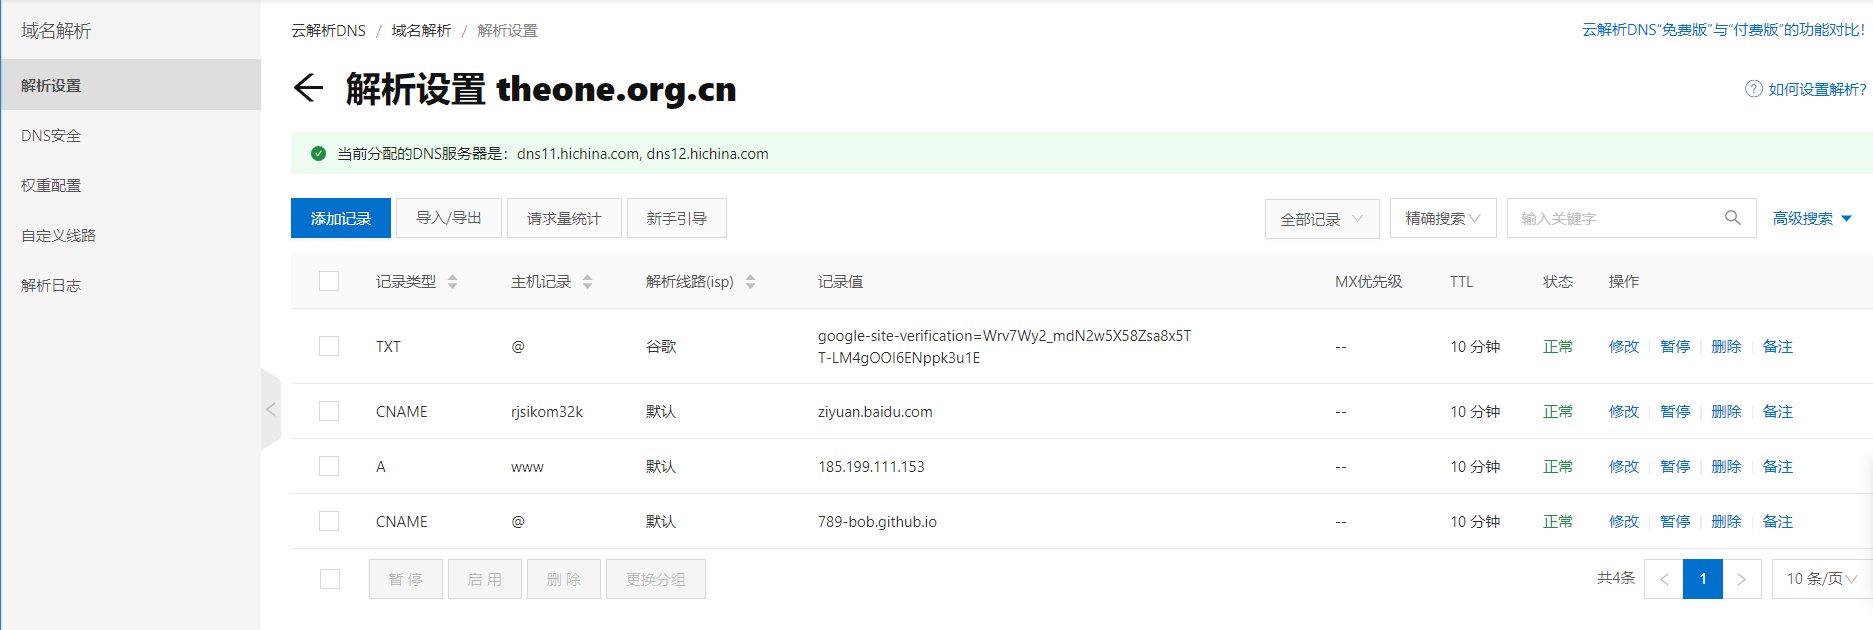 域名解析
解析设置
DNS安全
权重配置
自定义线路
解析日志
云解析DNS / 域名解析 / 解析设置
云解析DNS“免费版”与“付费版”的功能对比!
解析设置 theone.org.cn
如何设置解析?
当前分配的DNS服务器是: dns11.hichina.com, dns12.hichina.com
添加记录 导入/导出 请求量统计 新手引导 全部记录 精确搜索 输入关键字 高级搜索
记录类型 主机记录 解析线路(isp) 记录值 MX优先级 TTL 状态 操作
TXT @ 谷歌 google-site-verification=Wrv7Wy2_mdN2w5X58Zsa8x5T -- 10 分钟 正常 修改 暂停 删除 备注
T-LM4gOOI6ENppk3u1E
CNAME rjsikom32k 默认 ziyuan.baidu.com -- 10 分钟 正常 修改 暂停 删除 备注
A www 默认 185.199.111.153 -- 10 分钟 正常 修改 暂停 删除 备注
CNAME @ 默认 789-bob.github.io -- 10 分钟 正常 修改 暂停 删除 备注
暂停 启用 删除 更换分组 共4条 < 1 > 10 条/页